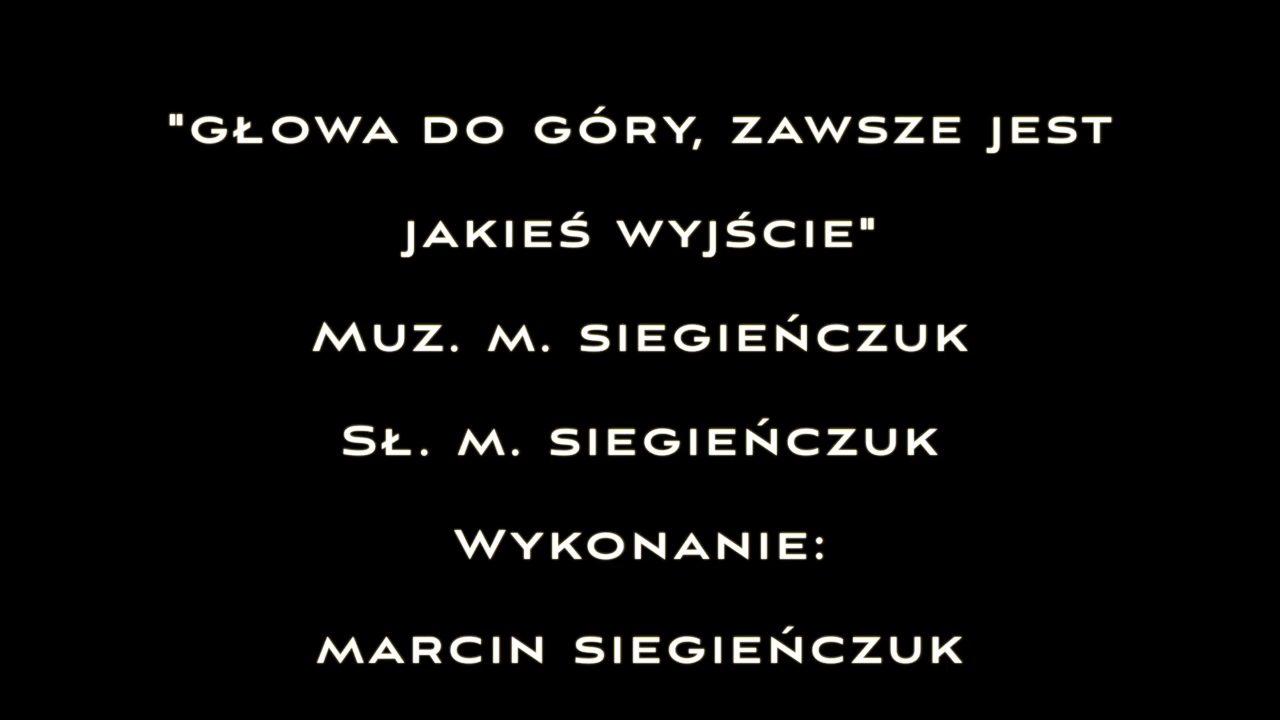 "GŁOWA DO GÓRY, ZAWSZE JEST
JAKIEŚ WYJŚCIE"
MUZ. M. SIEGIEŃCZUK
SŁ. M. SIEGIEŃCZUK
WYKONANIE:
MARCIN SIEGIEŃCZUK